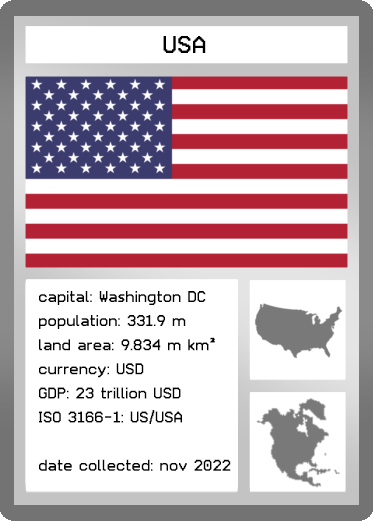 USA
capital: Washington DC
population: 331.9 m
land area: 9.834 m km²
currency: USD
GDP: 23 trillion USD
ISO 3166-1: US/USA
date collected: nov 2022